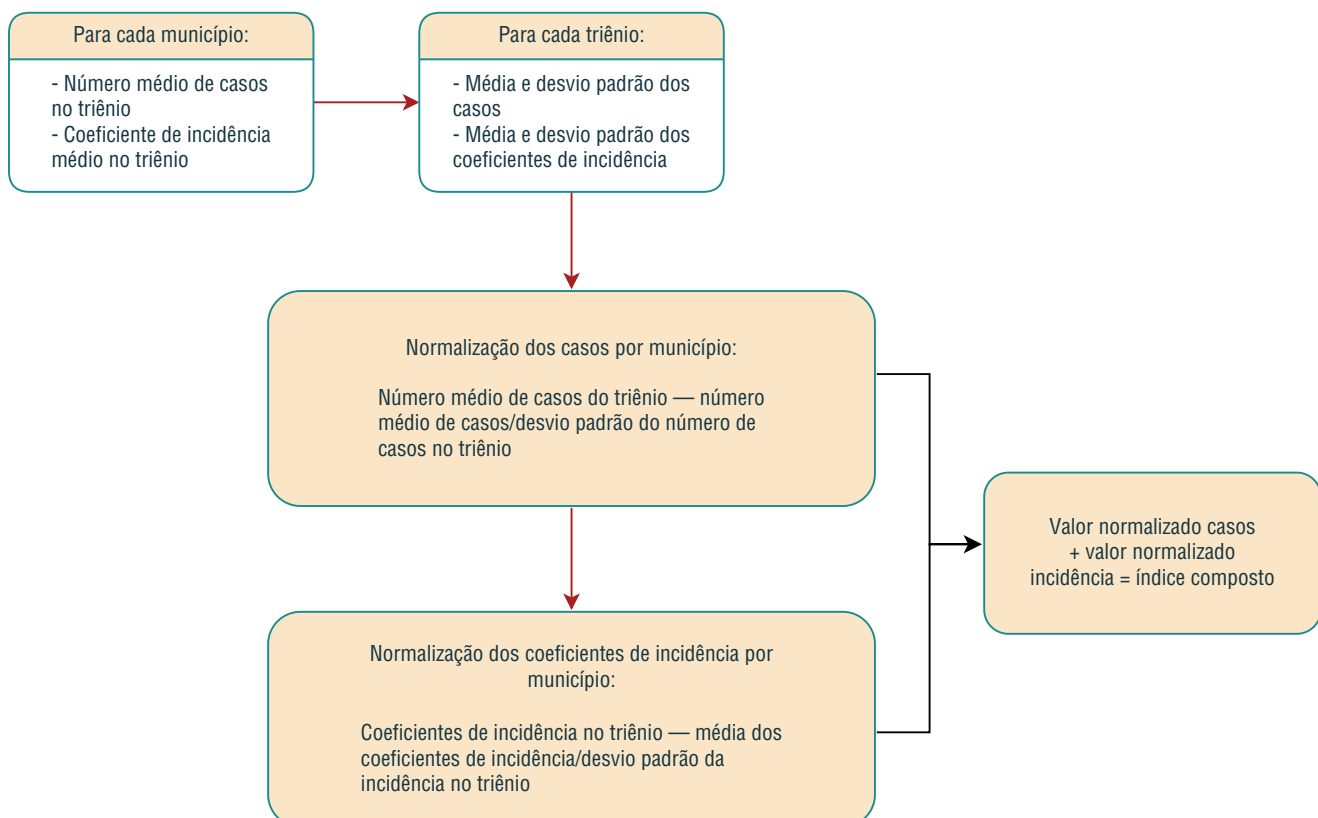 Para cada município:
- Número médio de casos
no triênio
- Coeficiente de incidência
médio no triênio
Para cada triênio:
- Média e desvio padrão dos
casos
- Média e desvio padrão dos
coeficientes de incidência
Normalização dos casos por município:
Número médio de casos do triênio — número
médio de casos/desvio padrão do número de
casos no triênio
Normalização dos coeficientes de incidência por
município:
Coeficientes de incidência no triênio — média dos
coeficientes de incidência/desvio padrão da
incidência no triênio
Valor normalizado casos
+ valor normalizado
incidência = índice composto